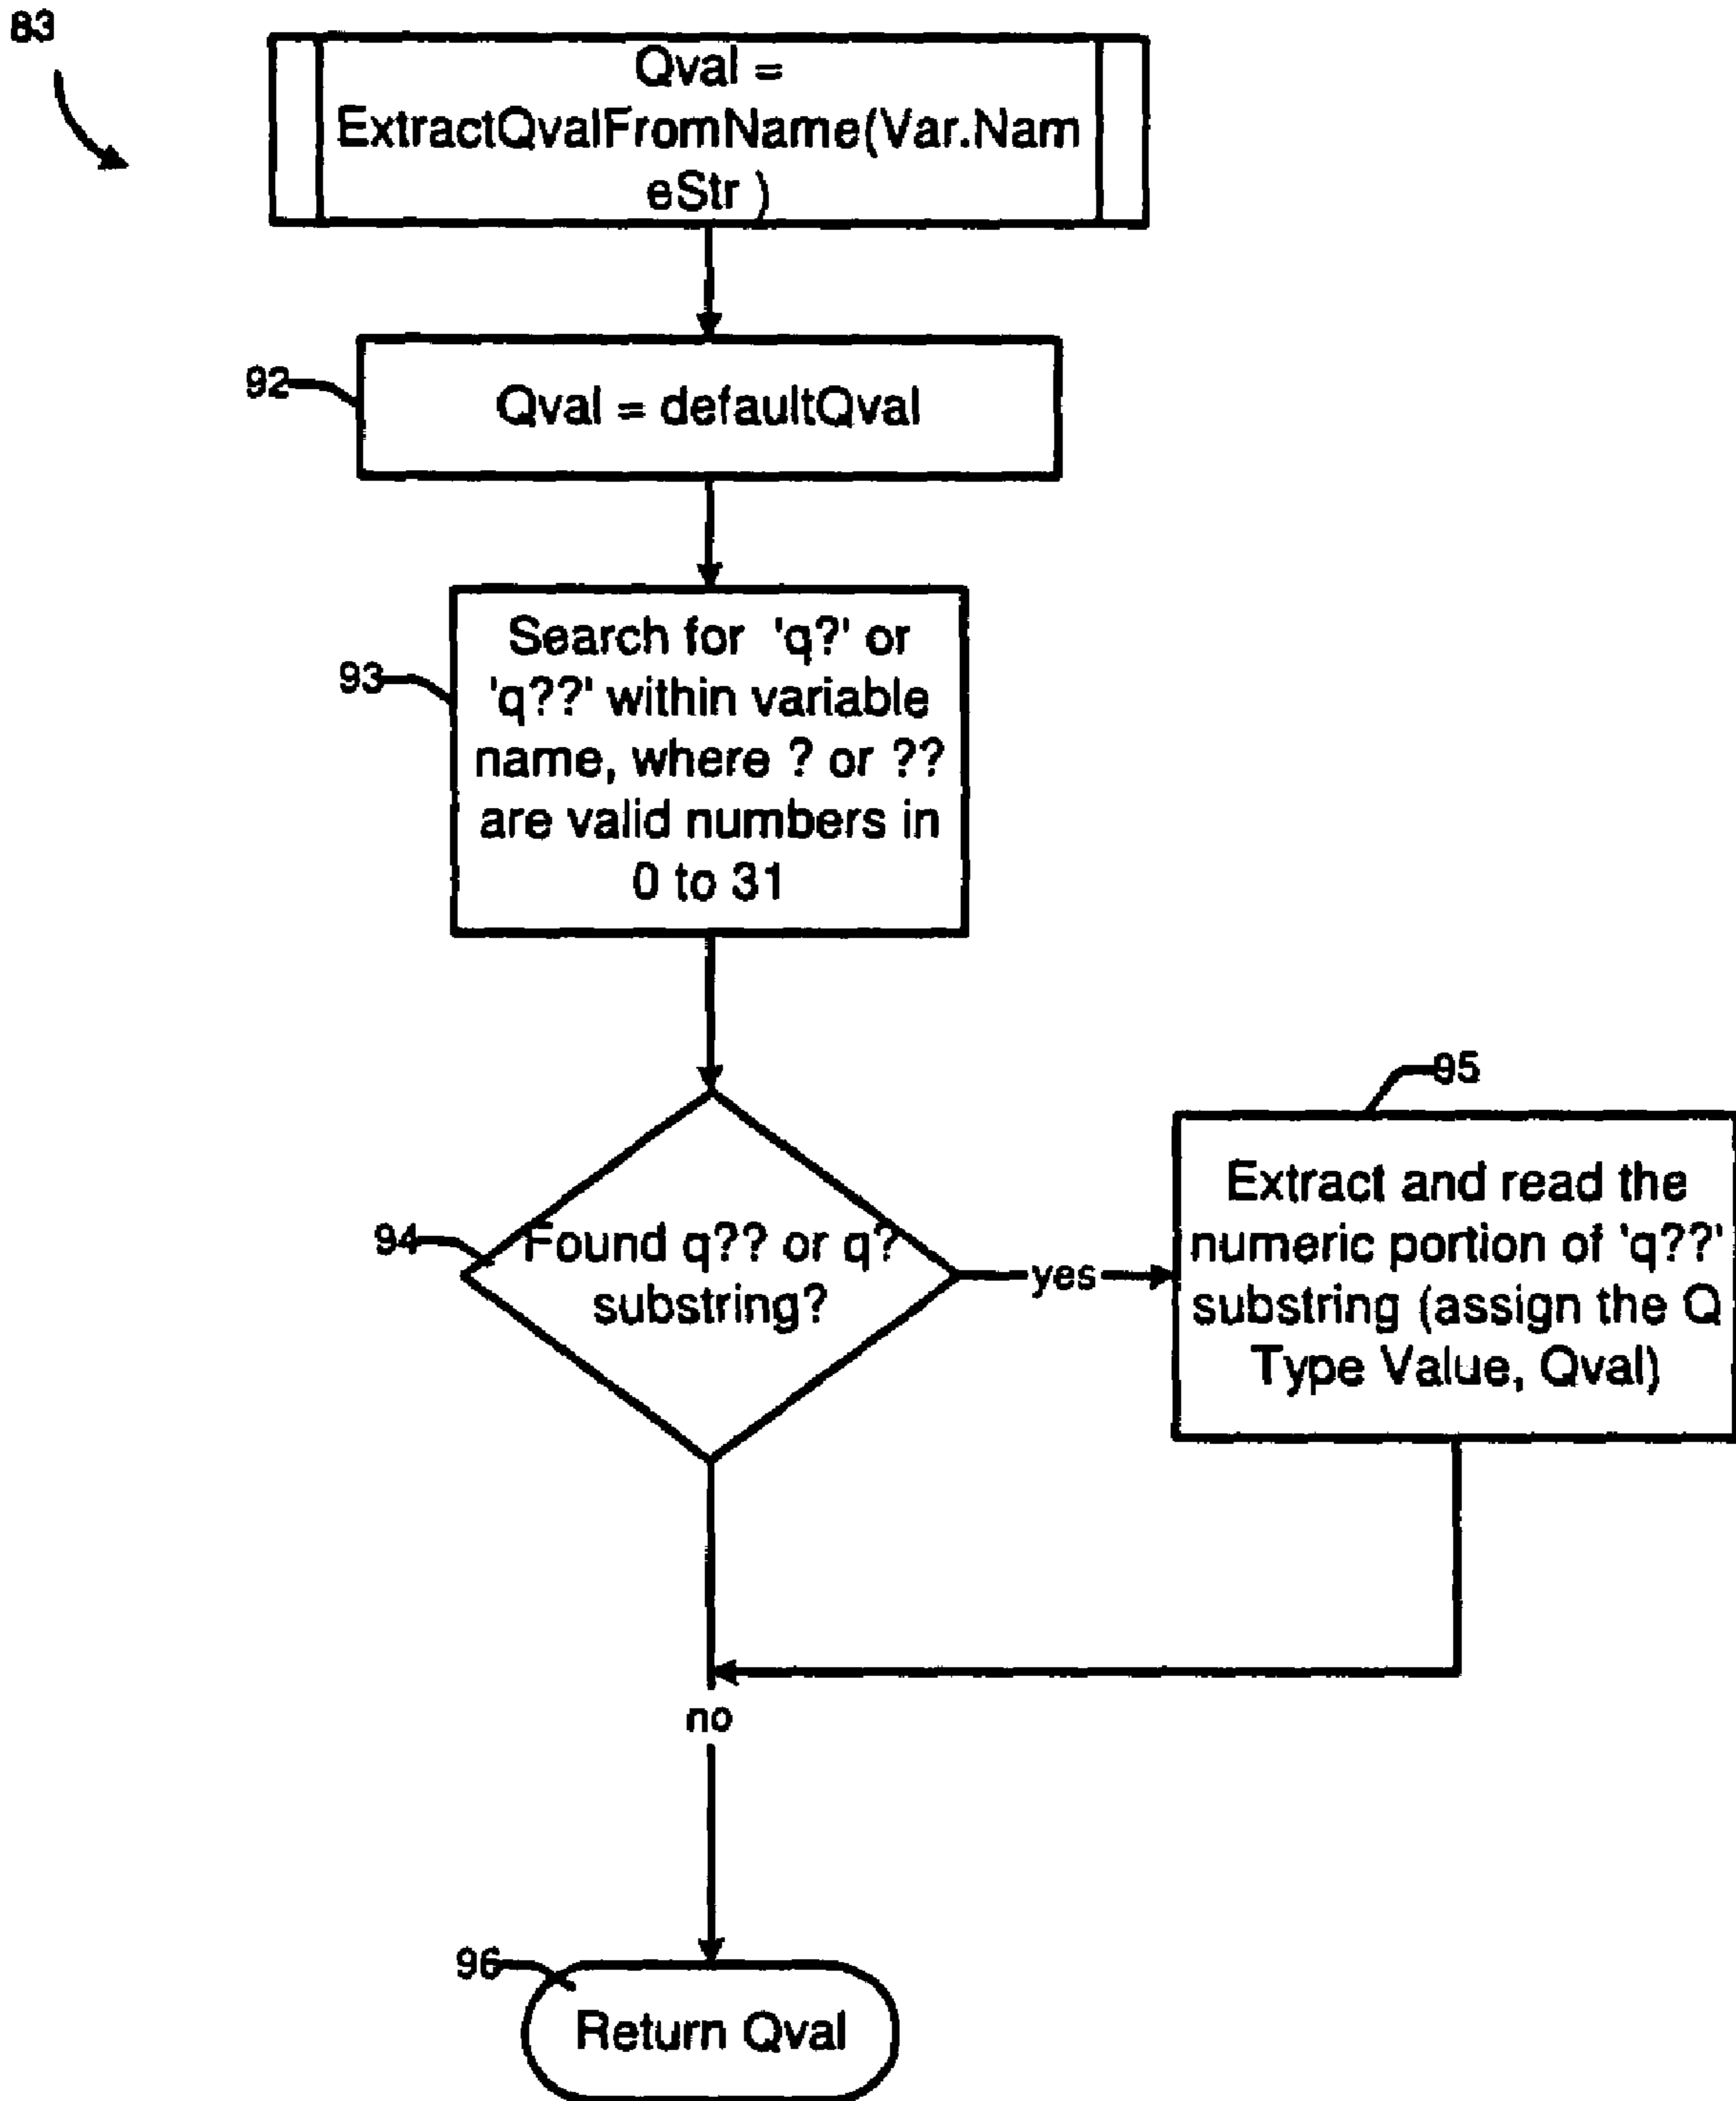 83
Qval =
ExtractQvalFromName(Var.Nam
eStr )
92
Qval = defaultQval
93
Search for 'q?' or
'q??' within variable
name, where ? or ??
are valid numbers in
0 to 31
94
Found q?? or q?
substring?
yes
95
Extract and read the
numeric portion of 'q??'
substring (assign the Q
Type Value, Qval)
no
96
Return Qval